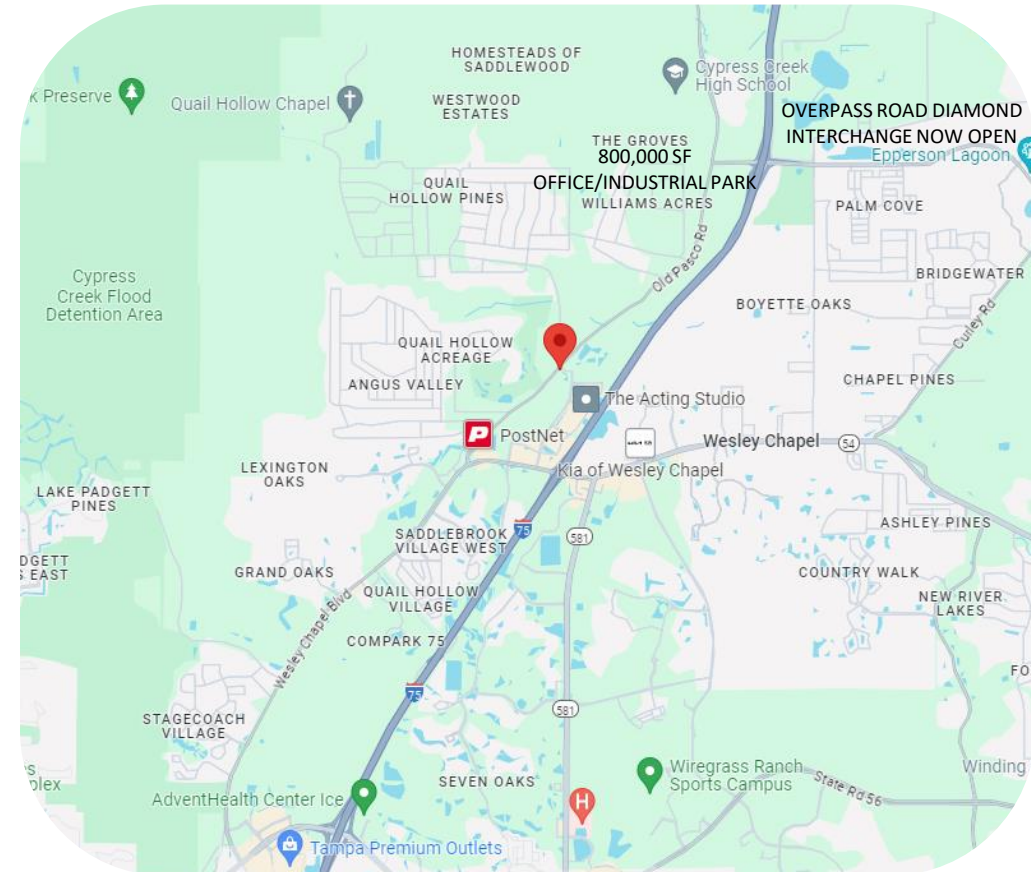 HOMESTEADS OF
SADDLEWOOD
Cypress Creek
High School
k Preserve
Quail Hollow Chapel
WESTWOOD
ESTATES
OVERPASS ROAD DIAMOND
INTERCHANGE NOW OPEN
Epperson Lagoon
THE GROVES
800,000 SF
OFFICE/INDUSTRIAL PARK
WILLIAMS ACRES
QUAIL
HOLLOW PINES
PALM COVE
Old Pasco Rd
BRIDGEWATER
Cypress
Creek Flood
Detention Area
BOYETTE OAKS
Curley Rd
QUAIL HOLLOW
ACREAGE
ANGUS VALLEY
CHAPEL PINES
The Acting Studio
P
PostNet
Wesley Chapel
54
Kia of Wesley Chapel
LEXINGTON
OAKS
LAKE PADGETT
PINES
SADDLEBROOK
VILLAGE WEST
75
581
ASHLEY PINES
DGETT
S EAST
GRAND OAKS
COUNTRY WALK
QUAIL HOLLOW
VILLAGE
NEW RIVER
LAKES
Wesley Chapel Blvd
COMPARK 75
FO
75
581
STAGECOACH
VILLAGE
Wiregrass Ranch
Sports Campus
Winding
s
plex
SEVEN OAKS
State Rd 56
AdventHealth Center Ice
H
Tampa Premium Outlets